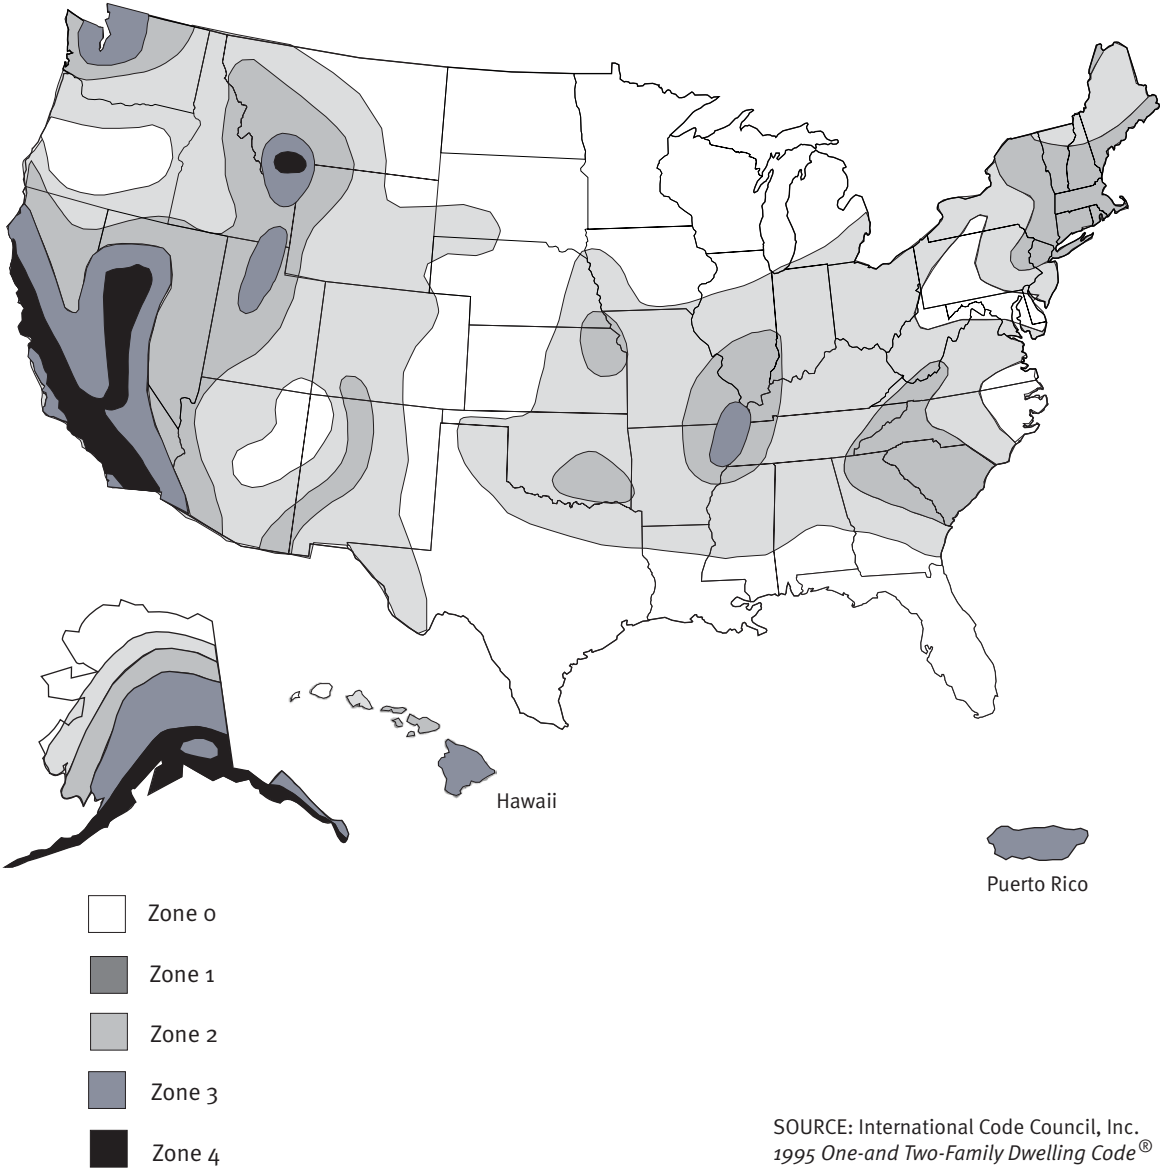 Hawaii
Puerto Rico
Zone 0
Zone 1
Zone 2
Zone 3
Zone 4
SOURCE: International Code Council, Inc.
1995 One-and Two-Family Dwelling Code®